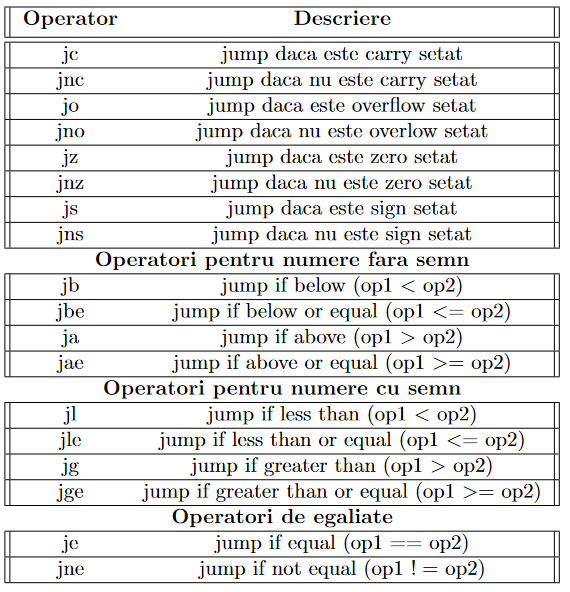 Operator Descriere
jc jump daca este carry setat
jnc jump daca nu este carry setat
jo jump daca este overflow setat
jno jump daca nu este overlow setat
jz jump daca este zero setat
jnz jump daca nu este zero setat
js jump daca este sign setat
jns jump daca nu este sign setat
Operatori pentru numere fara semn
jb jump if below (op1 < op2)
jbe jump if below or equal (op1 <= op2)
ja jump if above (op1 > op2)
jae jump if above or equal (op1 >= op2)
Operatori pentru numere cu semn
jl jump if less than (op1 < op2)
jle jump if less than or equal (op1 <= op2)
jg jump if greater than (op1 > op2)
jge jump if greater than or equal (op1 >= op2)
Operatori de egaliate
je jump if equal (op1 == op2)
jne jump if not equal (op1 ! = op2)